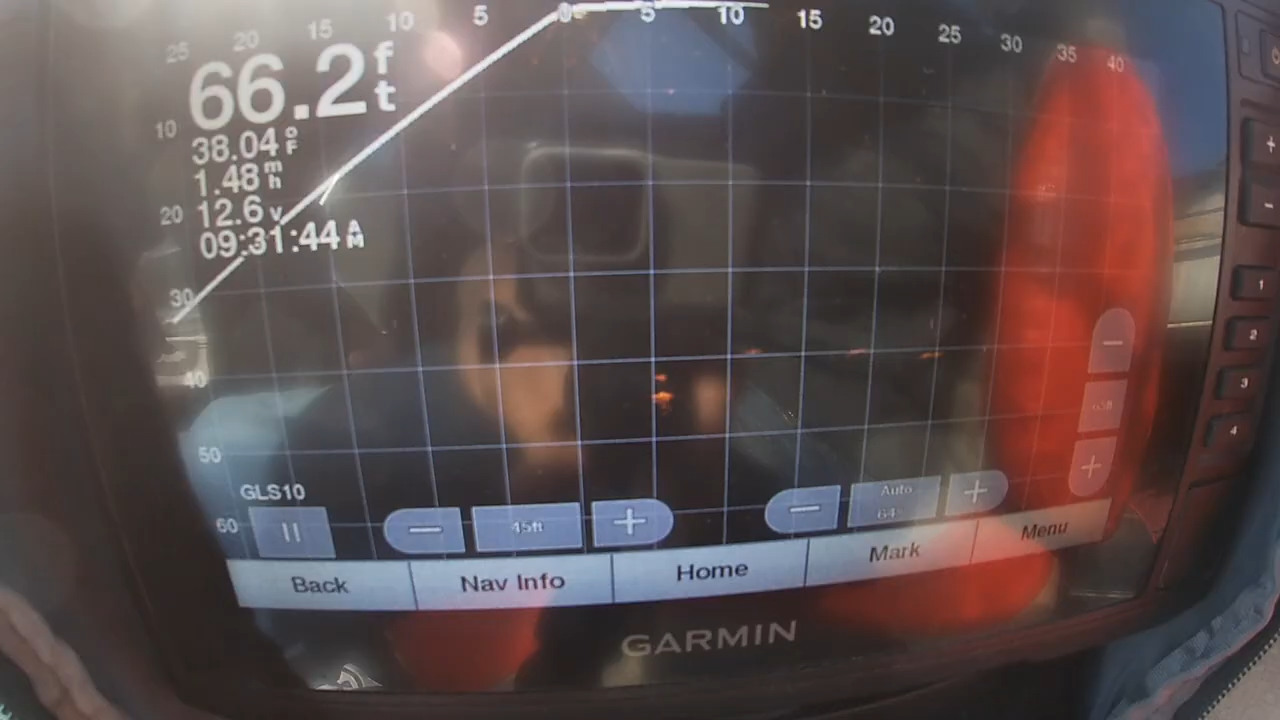 25 20 15 10 5 0 5 10 15 20 25 30 35 40
66.2 ft
10
38.04 °F
1.48 mh
20
12.6 v
09:31:44 AM
30
40
50
GLS10
60
45ft
Auto
64
Back Nav Info Home Mark Menu
GARMIN
+
-
1
2
3
4